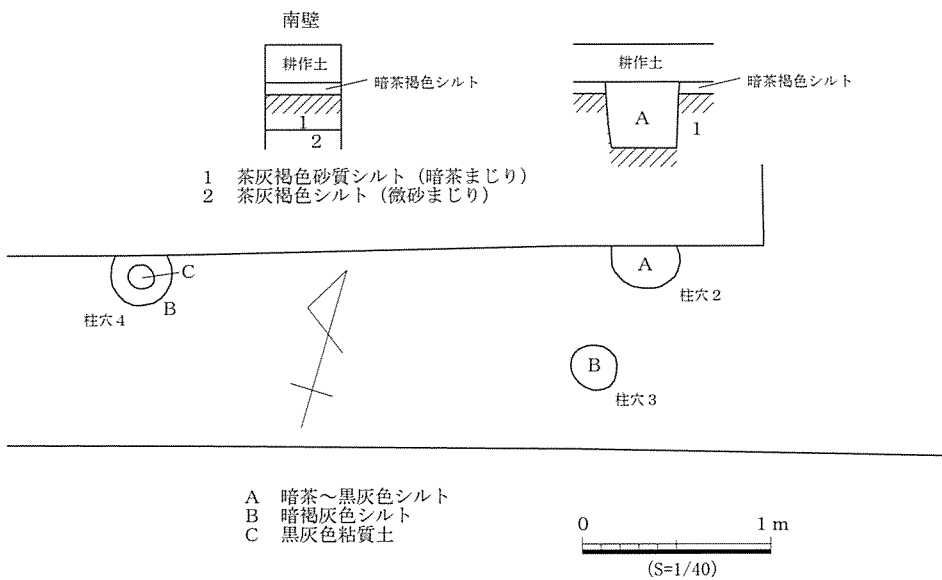 南壁
耕作土
暗茶褐色シルト
1
2
耕作土
暗茶褐色シルト
A
1
1 茶灰褐色砂質シルト（暗茶まじり）
2 茶灰褐色シルト（微砂まじり）
C
B
柱穴4
A
柱穴2
B
柱穴3
A 暗茶～黒灰色シルト
B 暗褐灰色シルト
C 黒灰色粘質土
0 1 m
(S=1/40)